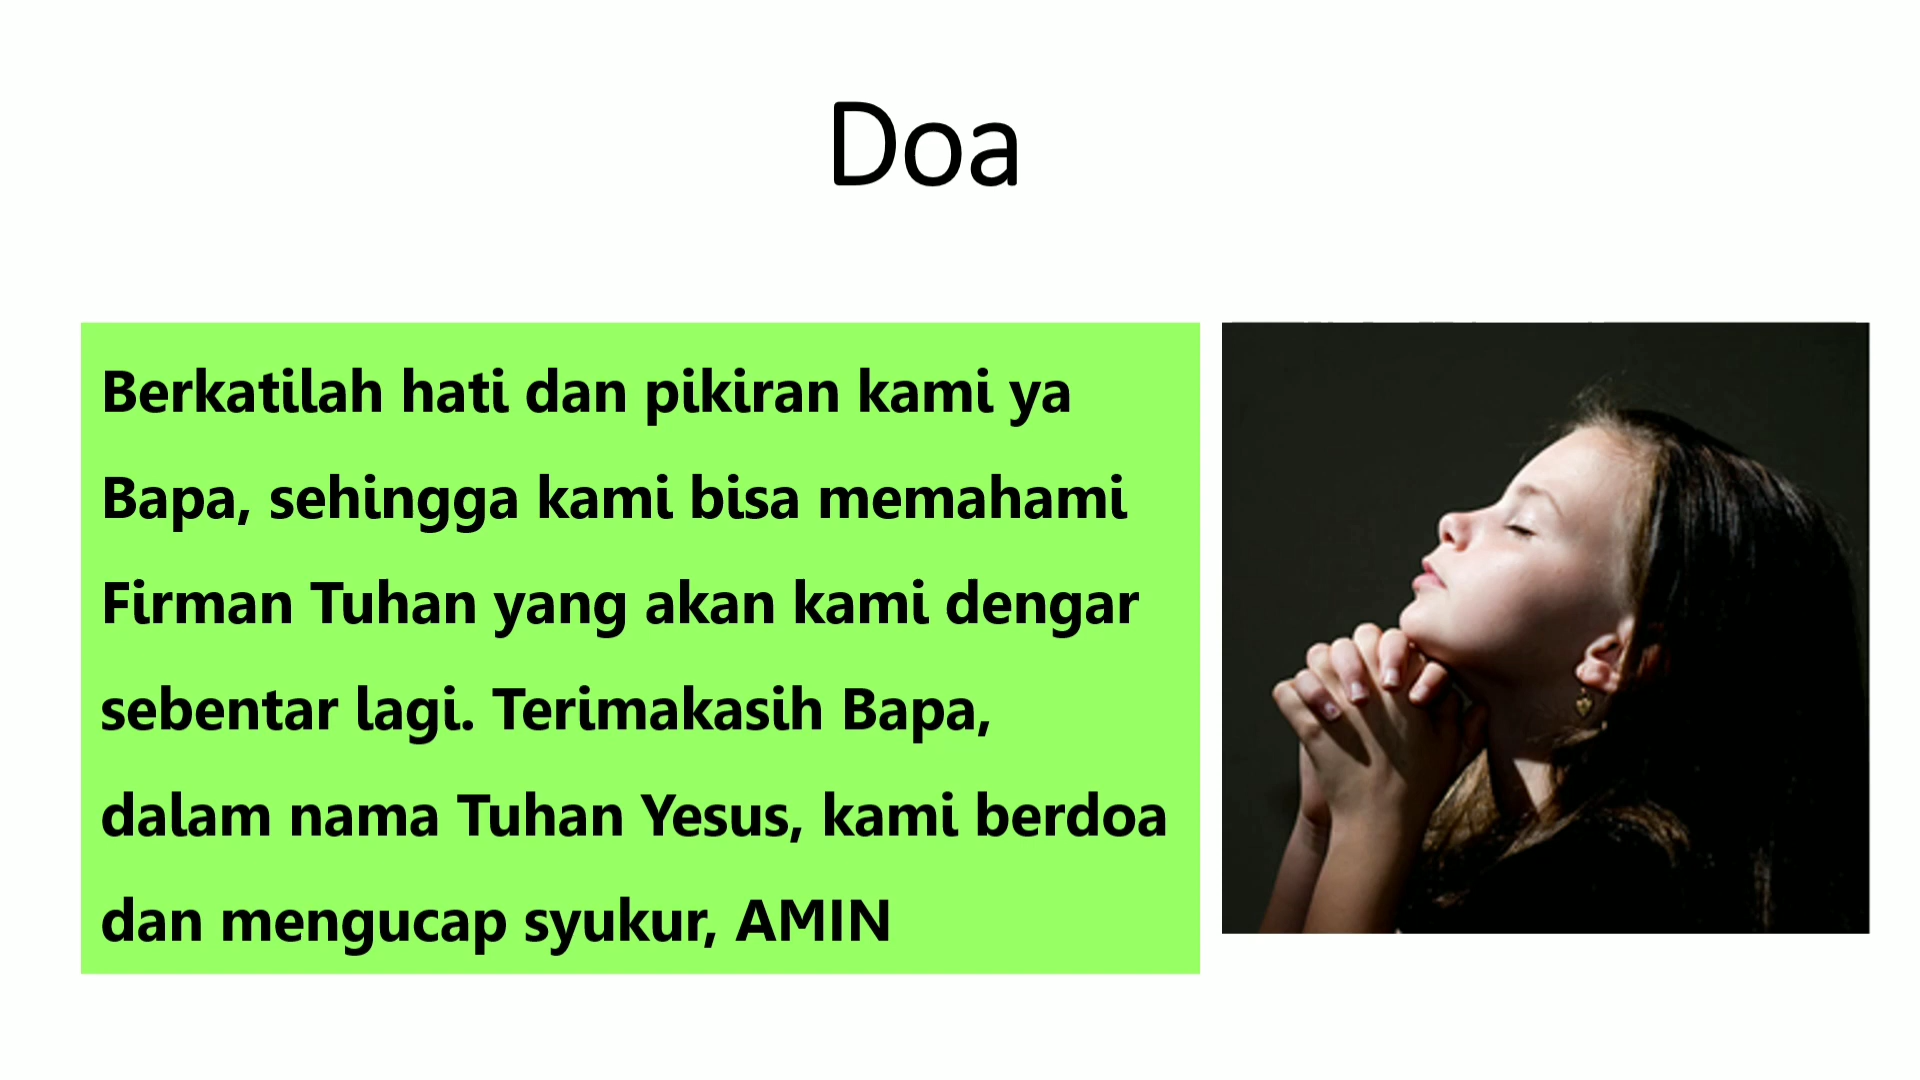 Doa
Berkatilah hati dan pikiran kami ya
Bapa, sehingga kami bisa memahami
Firman Tuhan yang akan kami dengar
sebentar lagi. Terimakasih Bapa,
dalam nama Tuhan Yesus, kami berdoa
dan mengucap syukur, AMIN